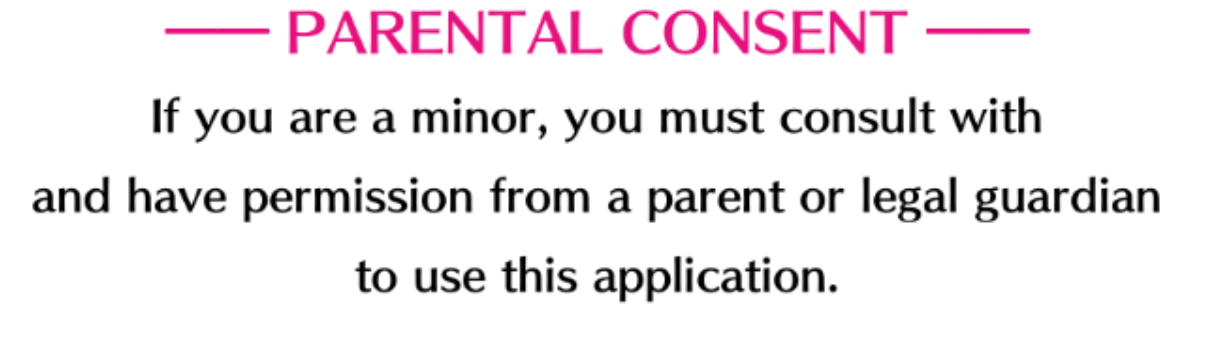 PARENTAL CONSENT
If you are a minor, you must consult with
and have permission from a parent or legal guardian
to use this application.